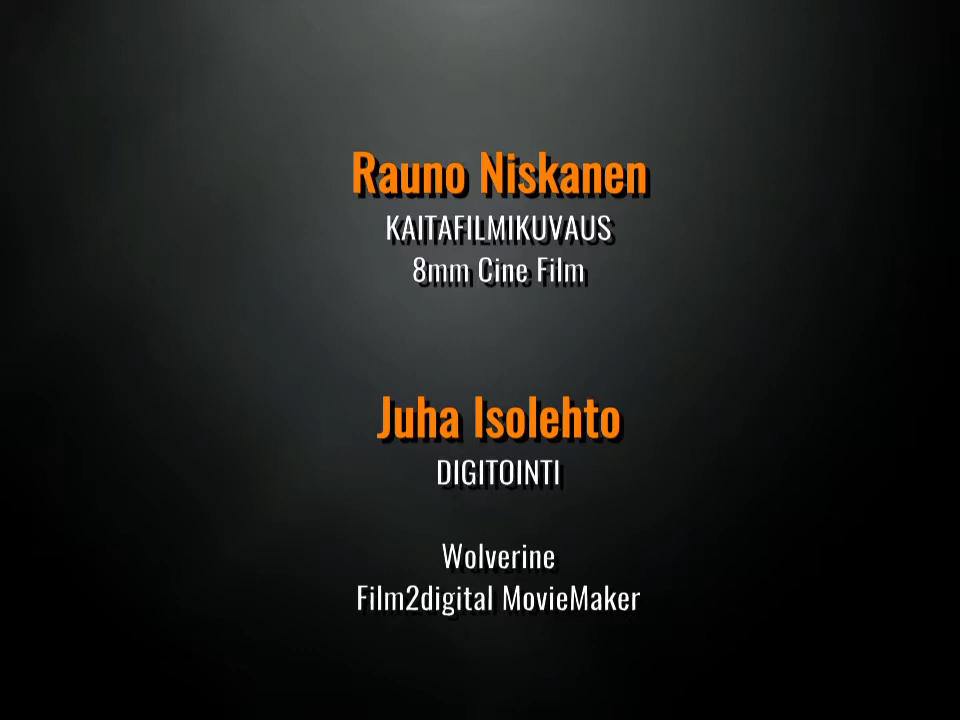 Rauno Niskanen
KAITAFILMIKUVAUS
8mm Cine Film
Juha Isolehto
DIGITOINTI
Wolverine
Film2digital MovieMaker